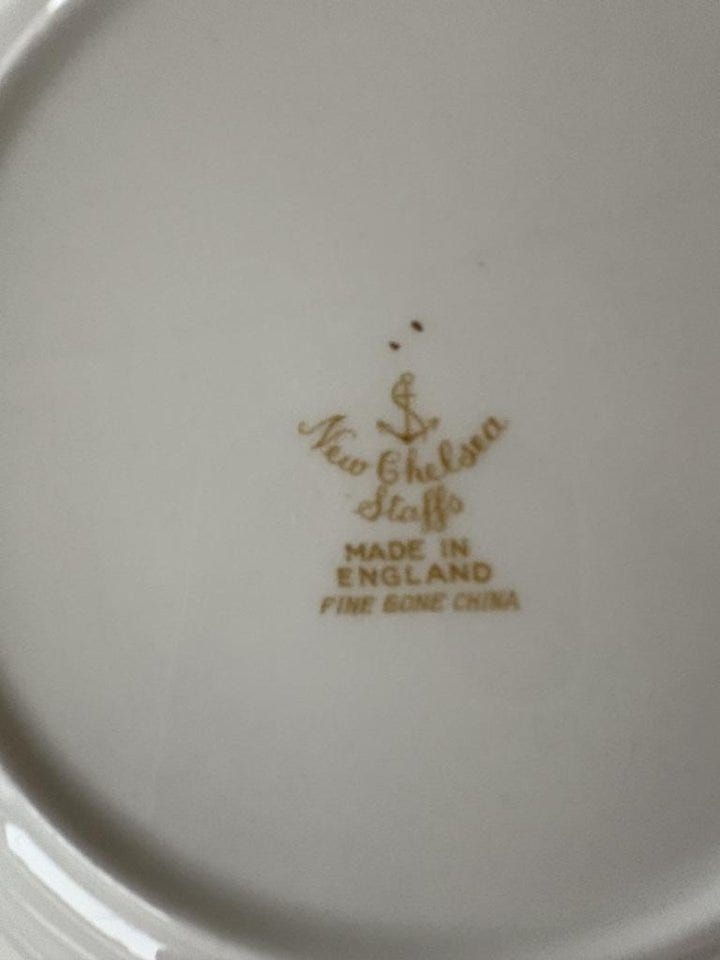 New Chelsea
Staffs
MADE IN
ENGLAND
FINE BONE CHINA